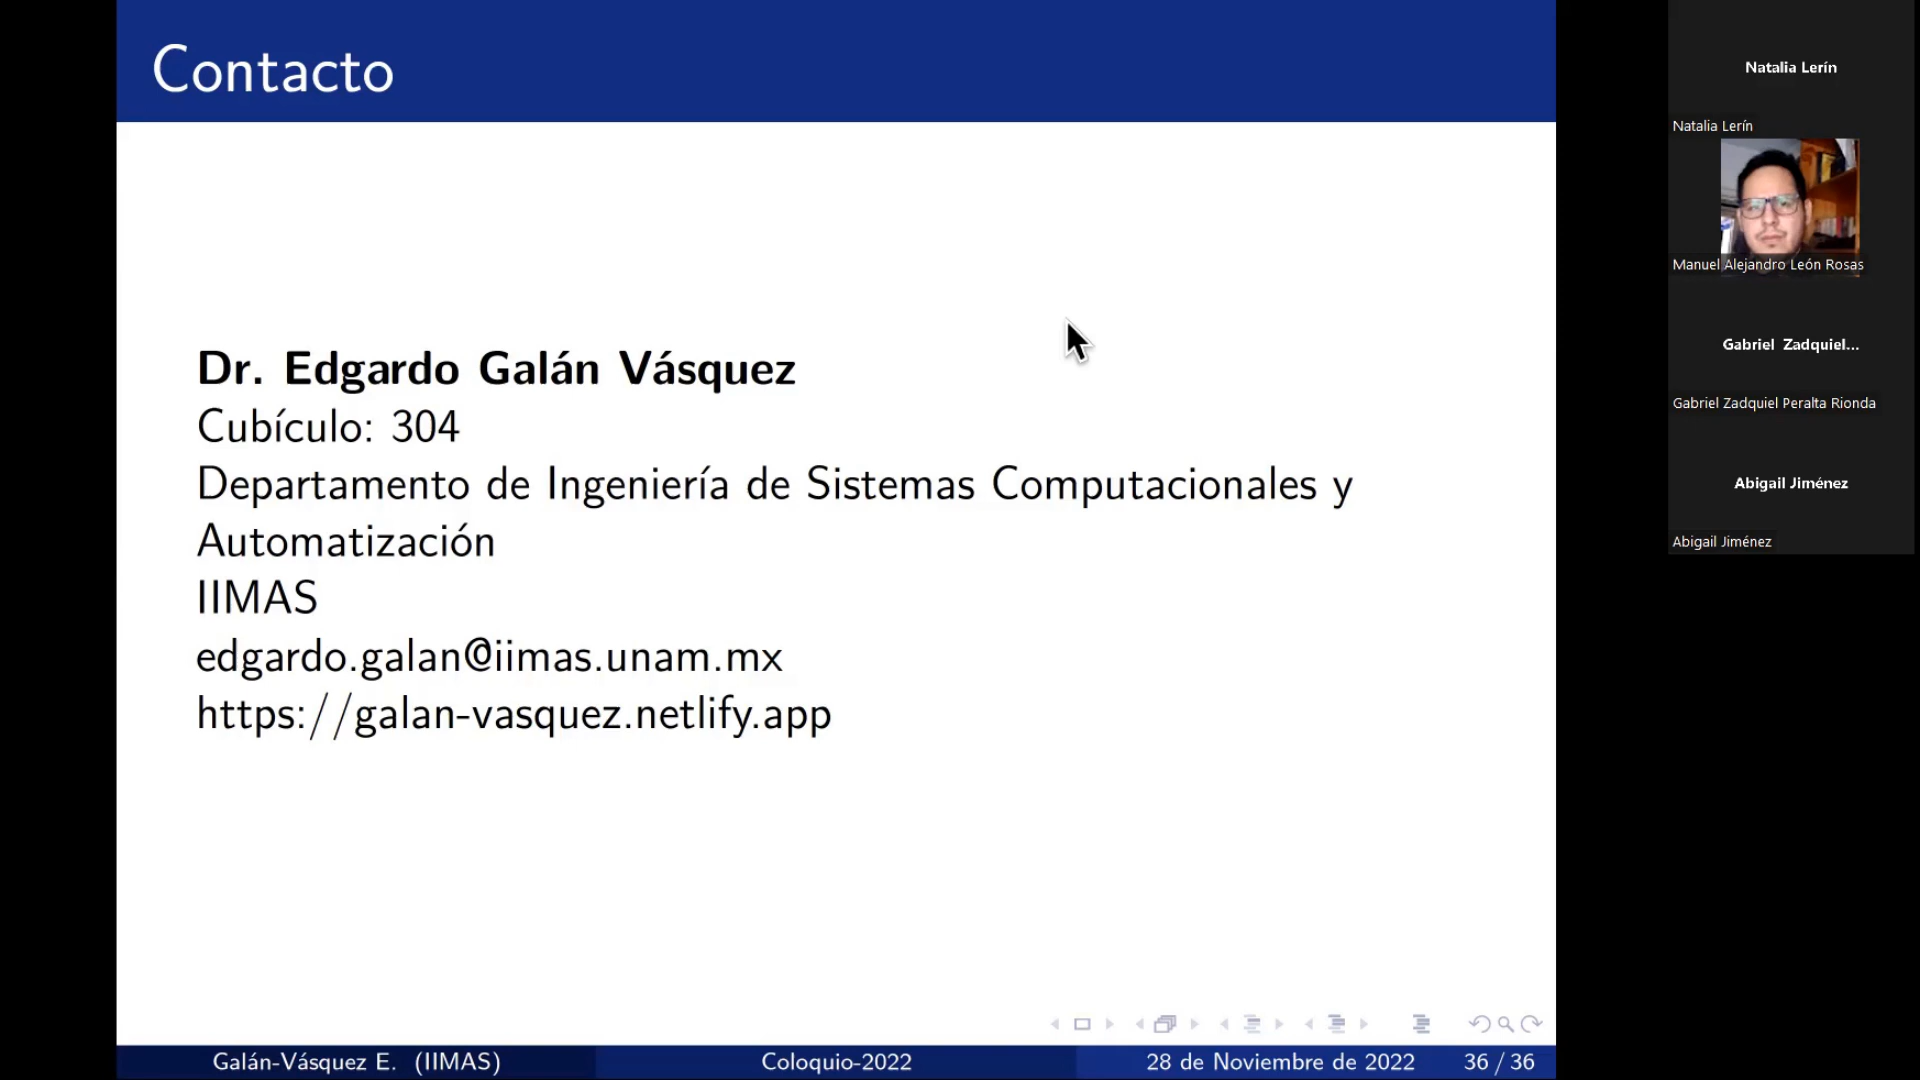 Contacto
Dr. Edgardo Galán Vásquez
Cubículo: 304
Departamento de Ingeniería de Sistemas Computacionales y
Automatización
IIMAS
edgardo.galan@iimas.unam.mx
https://galan-vasquez.netlify.app
Galán-Vásquez E. (IIMAS)
Coloquio-2022
28 de Noviembre de 2022
36 / 36
Natalia Lerín
Natalia Lerín
Manuel Alejandro León Rosas
Gabriel Zadquiel...
Gabriel Zadquiel Peralta Rionda
Abigail Jiménez
Abigail Jiménez